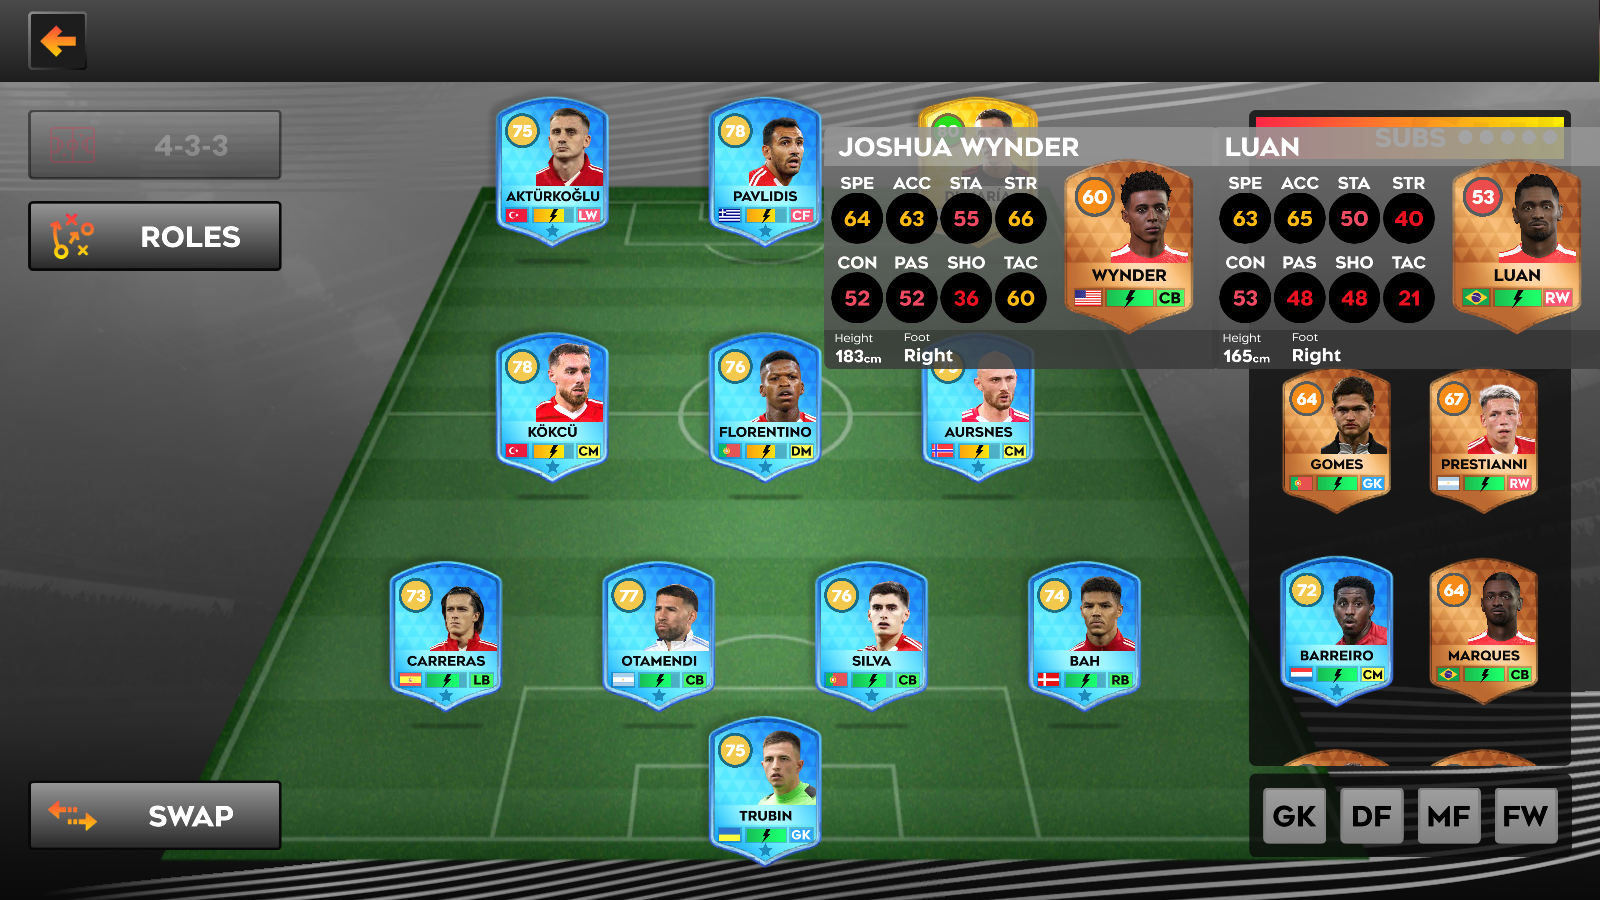 4-3-3
ROLES
SWAP
SUBS
75
AKTÜRKOĞLU
LW
78
PAVLIDIS
CF
JOSHUA WYNDER
SPE ACC STA STR
64 63 55 66
CON PAS SHO TAC
52 52 36 60
Height Foot
183cm Right
60
WYNDER
CB
LUAN
SPE ACC STA STR
63 65 50 40
CON PAS SHO TAC
53 48 48 21
Height Foot
165cm Right
53
LUAN
RW
78
KÖKCÜ
CM
76
FLORENTINO
DM
AURSNES
CM
64
GOMES
GK
67
PRESTIANNI
RW
73
CARRERAS
LB
77
OTAMENDI
CB
76
SILVA
CB
74
BAH
RB
72
BARREIRO
CM
64
MARQUES
CB
75
TRUBIN
GK
GK DF MF FW